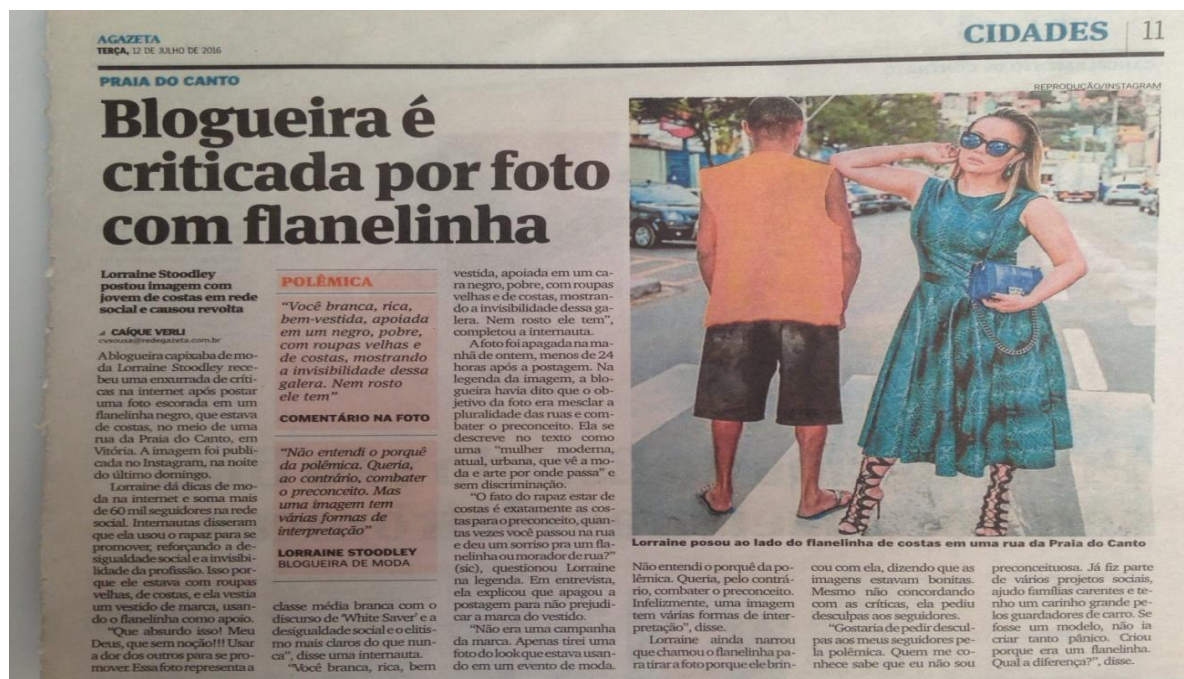 AGAZETA
TERÇA, 12 DE JULHO DE 2016
CIDADES 11
PRAIA DO CANTO
Blogueira é
criticada por foto
com flanelinha
Lorraine Stoodley
postou imagem com
jovem de costas em rede
social e causou revolta
CAÍQUE VERLI
cvsousa@redegazeta.com.br
A blogueira capixaba de mo-
da Lorraine Stoodley rece-
beu uma enxurrada de críti-
cas na internet após postar
uma foto escorada em um
flanelinha negro, que estava
de costas, no meio de uma
rua da Praia do Canto, em
Vitória. A imagem foi publi-
cada no Instagram, na noite
do último domingo.
Lorraine dá dicas de mo-
da na internet e soma mais
de 60 mil seguidores na rede
social. Internautas disseram
que ela usou o rapaz para se
promover, reforçando a de-
sigualdade social e a invisibi-
lidade da profissão. Isso por-
que ele estava com roupas
velhas, de costas, e ela vestia
um vestido de marca, usan-
do o flanelinha como apoio.
"Que absurdo isso! Meu
Deus, que sem noção!!! Usar
a dor dos outros para se pro-
mover. Essa foto representa a
POLÊMICA
"Você branca, rica,
bem-vestida, apoiada
em um negro, pobre,
com roupas velhas e
de costas, mostrando
a invisibilidade dessa
galera. Nem rosto
ele tem"
COMENTÁRIO NA FOTO
"Não entendi o porquê
da polêmica. Queria,
ao contrário, combater
o preconceito. Mas
uma imagem tem
várias formas de
interpretação"
LORRAINE STOODLEY
BLOGUEIRA DE MODA
classe média branca com o
discurso de 'White Saver' e a
desigualdade social e o elitis-
mo mais claros do que nun-
ca", disse uma internauta.
"Você branca, rica, bem
vestida, apoiada em um ca-
ra negro, pobre, com roupas
velhas e de costas, mostran-
do a invisibilidade dessa ga-
lera. Nem rosto ele tem",
completou a internauta.
A foto foi apagada na ma-
nhã de ontem, menos de 24
horas após a postagem. Na
legenda da imagem, a blo-
gueira havia dito que o ob-
jetivo da foto era mesclar a
pluralidade das ruas e com-
bater o preconceito. Ela se
descreve no texto como
uma "mulher moderna,
atual, urbana, que vê a mo-
da e arte por onde passa" e
sem discriminação.
"O fato do rapaz estar de
costas é exatamente as cos-
tas para o preconceito, quan-
tas vezes você passou na rua
e deu um sorriso pra um fla-
nelinha ou morador de rua?"
(sic), questionou Lorraine
na legenda. Em entrevista,
ela explicou que apagou a
postagem para não prejudi-
car a marca do vestido.
"Não era uma campanha
da marca. Apenas tirei uma
foto do look que estava usan-
do em um evento de moda.
REPRODUÇÃO/INSTAGRAM
Lorraine posou ao lado do flanelinha de costas em uma rua da Praia do Canto
Não entendi o porquê da po-
lêmica. Queria, pelo contrá-
rio, combater o preconceito.
Infelizmente, uma imagem
tem várias formas de inter-
pretação", disse.
Lorraine ainda narrou
que chamou o flanelinha pa-
ra tirar a foto porque ele brin-
cou com ela, dizendo que as
imagens estavam bonitas.
Mesmo não concordando
com as críticas, ela pediu
desculpas aos seguidores.
"Gostaria de pedir descul-
pas aos meus seguidores pe-
la polêmica. Quem me co-
nhece sabe que eu não sou
preconceituosa. Já fiz parte
de vários projetos sociais,
ajudo famílias carentes e te-
nho um carinho grande pe-
los guardadores de carro. Se
fosse um modelo, não ia
criar tanto pânico. Criou
porque era um flanelinha.
Qual a diferença?", disse.